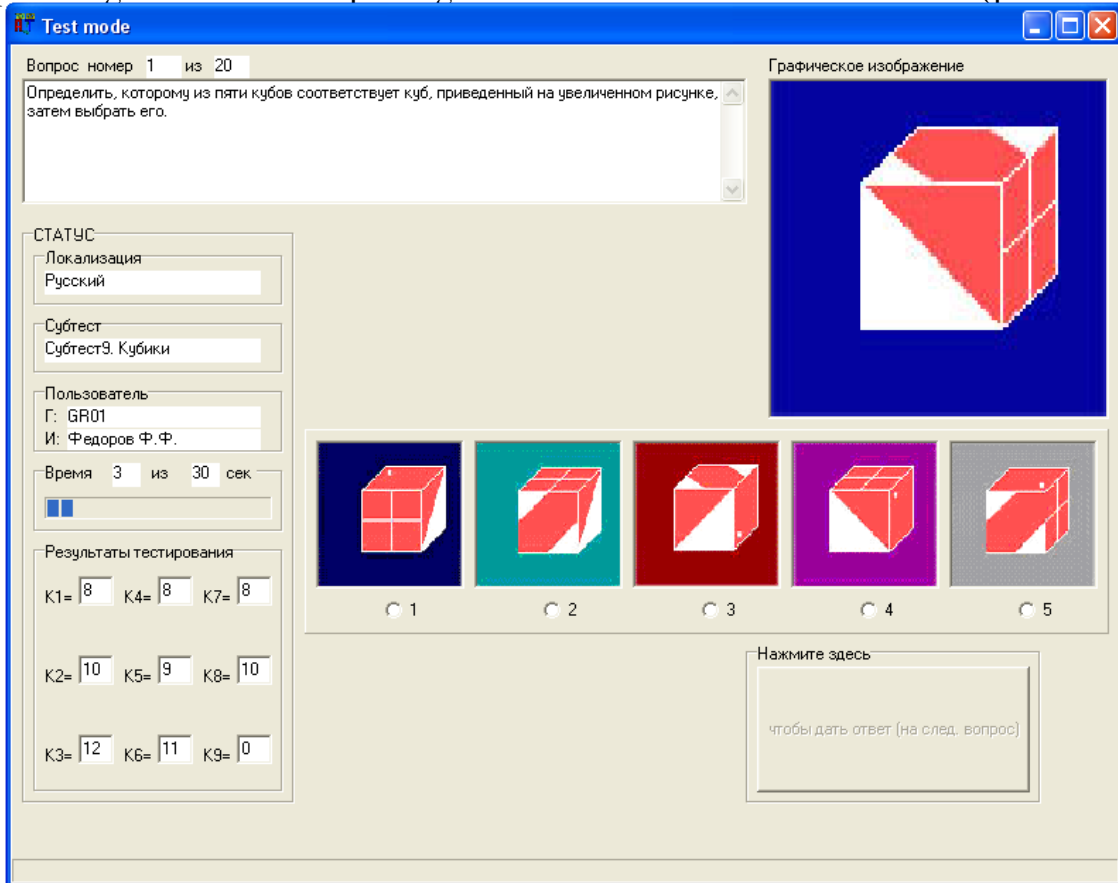 Test mode
Вопрос номер 1 из 20
Определить, которому из пяти кубов соответствует куб, приведенный на увеличенном рисунке,
затем выбрать его.
Графическое изображение
СТАТУС
Локализация
Русский
Субтест
Субтест9. Кубики
Пользователь
Г: GR01
И: Федоров Ф.Ф.
Время 3 из 30 сек
Результаты тестирования
K1= 8 K4= 8 K7= 8
K2= 10 K5= 9 K8= 10
K3= 12 K6= 11 K9= 0
1 2 3 4 5
Нажмите здесь
чтобы дать ответ (на след. вопрос)